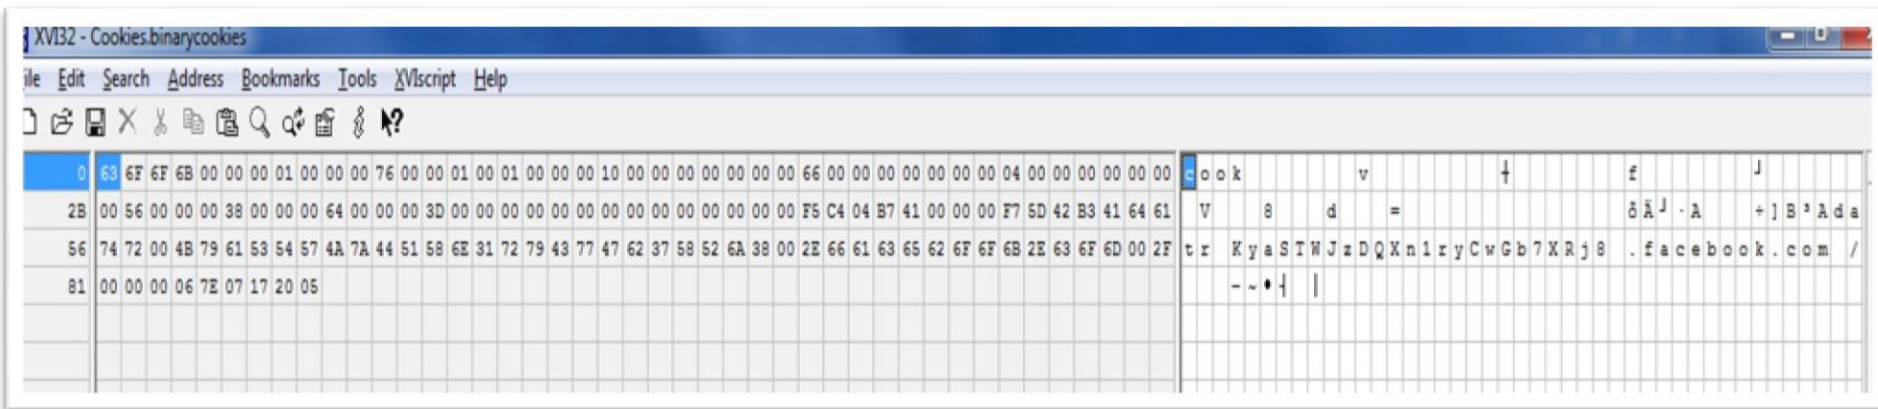 XVI32 - Cookies.binarycookies
ile Edit Search Address Bookmarks Tools XVIscript Help
0 63 6F 6F 6B 00 00 00 01 00 00 00 76 00 00 01 00 01 00 00 00 10 00 00 00 00 00 00 00 00 66 00 00 00 00 00 00 00 04 00 00 00 00 00 00 c o o k v ┼ f ┘
2B 00 56 00 00 00 38 00 00 00 64 00 00 00 3D 00 00 00 00 00 00 00 00 00 00 00 00 00 00 F5 C4 04 B7 41 00 00 00 F7 5D 42 B3 41 64 61 V 8 d = õ Ä ┘ · A ÷ ] B ³ A d a
56 74 72 00 4B 79 61 53 54 57 4A 7A 44 51 58 6E 31 72 79 43 77 47 62 37 58 52 6A 38 00 2E 66 61 63 65 62 6F 6F 6B 2E 63 6F 6D 00 2F t r K y a S T W J z D Q X n 1 r y C w G b 7 X R j 8 . f a c e b o o k . c o m /
81 00 00 00 06 7E 07 17 20 05 - ~ • ┤ |